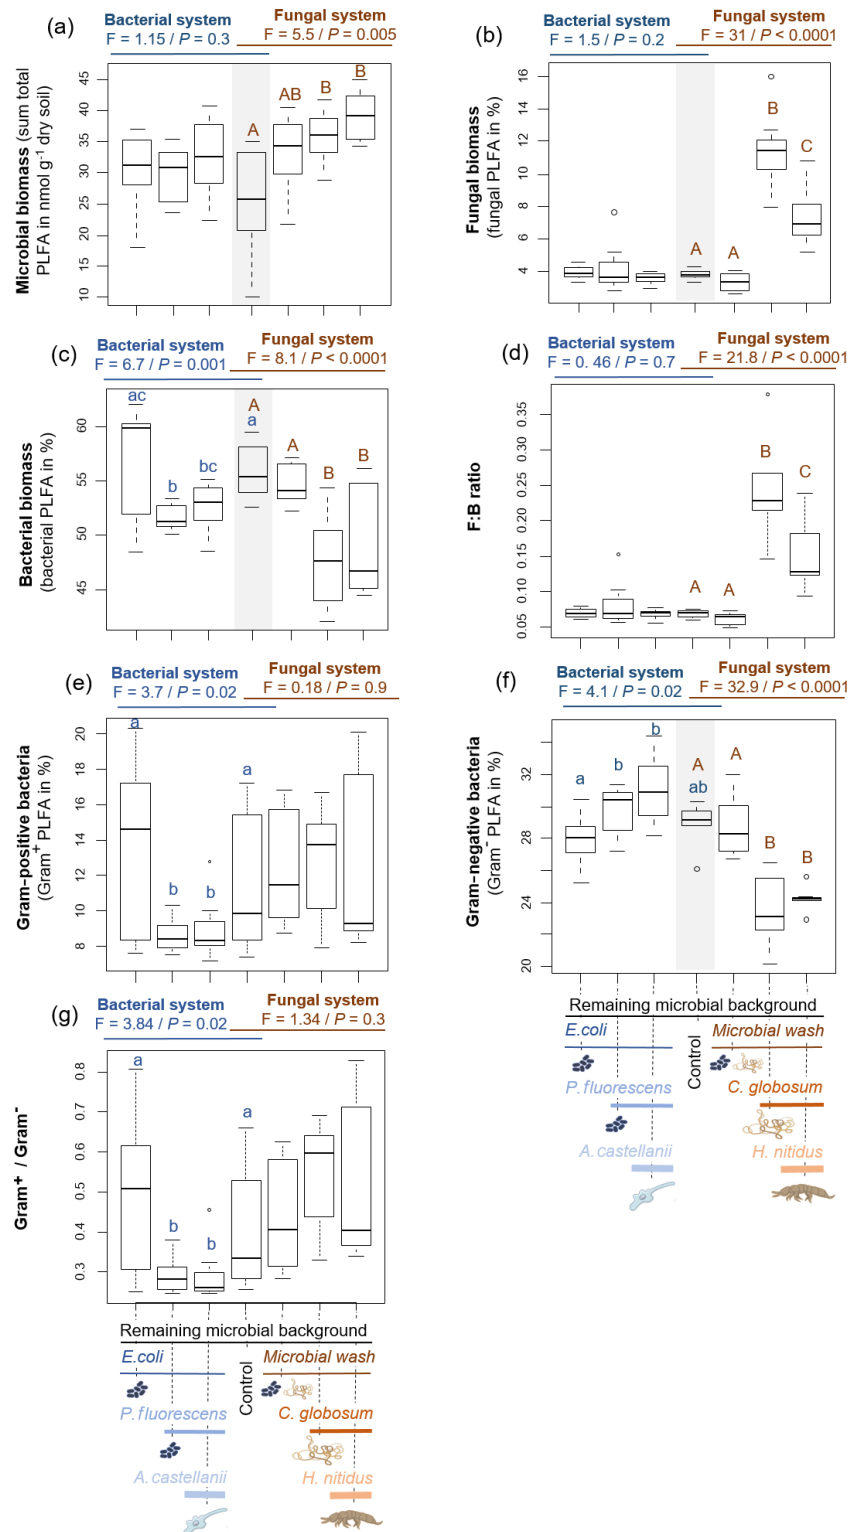 (a)
Bacterial system
F = 1.15 / P = 0.3
Fungal system
F = 5.5 / P = 0.005
Microbial biomass (sum total
PLFA in nmol g-1 dry soil)
45
40
35
30
25
20
15
10
A
AB
B
B
(b)
Bacterial system
F = 1.5 / P = 0.2
Fungal system
F = 31 / P < 0.0001
Fungal biomass
(fungal PLFA in %)
16
14
12
10
8
6
4
A
A
B
C
(c)
Bacterial system
F = 6.7 / P = 0.001
Fungal system
F = 8.1 / P < 0.0001
Bacterial biomass
(bacterial PLFA in %)
60
55
50
45
ac
b
bc
A
a
A
B
B
(d)
Bacterial system
F = 0. 46 / P = 0.7
Fungal system
F = 21.8 / P < 0.0001
F:B ratio
0.35
0.30
0.25
0.20
0.15
0.10
0.05
A
A
B
C
(e)
Bacterial system
F = 3.7 / P = 0.02
Fungal system
F = 0.18 / P = 0.9
Gram-positive bacteria
(Gram+ PLFA in %)
20
18
16
14
12
10
8
a
b
b
a
(f)
Bacterial system
F = 4.1 / P = 0.02
Fungal system
F = 32.9 / P < 0.0001
Gram-negative bacteria
(Gram- PLFA in %)
32
28
24
20
a
b
b
A
ab
A
B
B
Remaining microbial background
E.coli
P.fluorescens
A.castellanii
Control
Microbial wash
C. globosum
H. nitidus
(g)
Bacterial system
F = 3.84 / P = 0.02
Fungal system
F = 1.34 / P = 0.3
Gram+ / Gram-
0.8
0.7
0.6
0.5
0.4
0.3
a
b
b
a
Remaining microbial background
E.coli
P.fluorescens
A.castellanii
Control
Microbial wash
C. globosum
H. nitidus